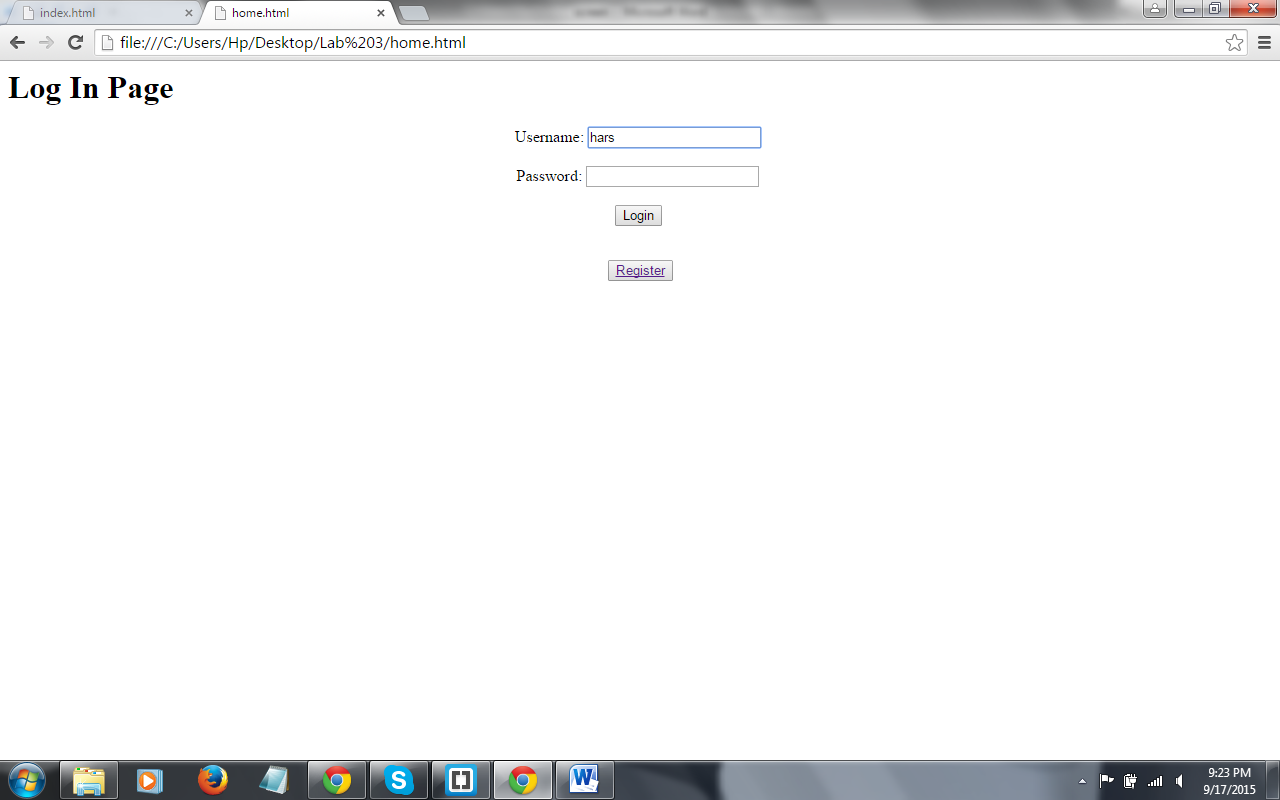 index.html
home.html
file:///C:/Users/Hp/Desktop/Lab%203/home.html
Log In Page
Username: hars
Password:
Login
Register
9:23 PM
9/17/2015